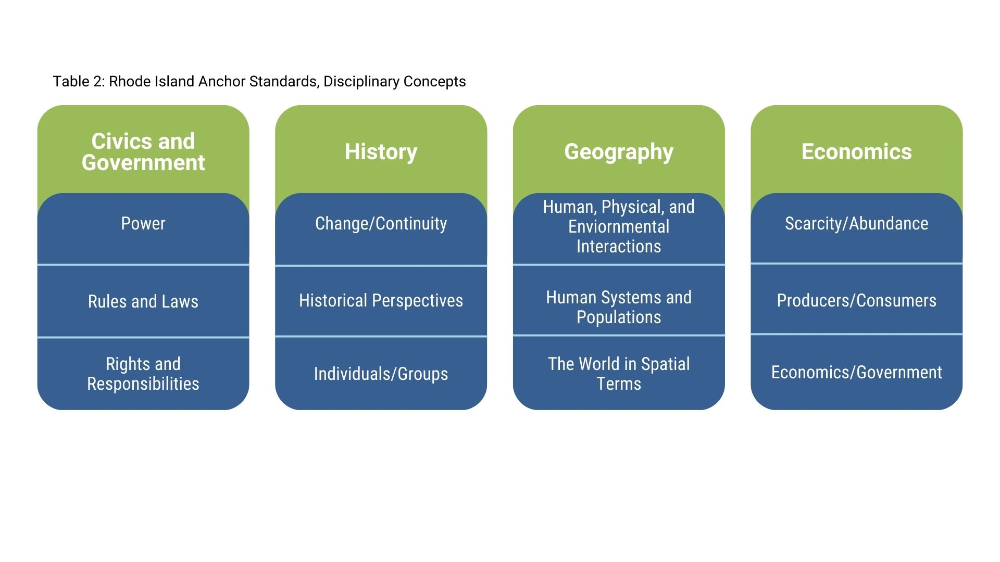 Table 2: Rhode Island Anchor Standards, Disciplinary Concepts
Civics and
Government
Power
Rules and Laws
Rights and
Responsibilities
History
Change/Continuity
Historical Perspectives
Individuals/Groups
Geography
Human, Physical, and
Enviornmental
Interactions
Human Systems and
Populations
The World in Spatial
Terms
Economics
Scarcity/Abundance
Producers/Consumers
Economics/Government